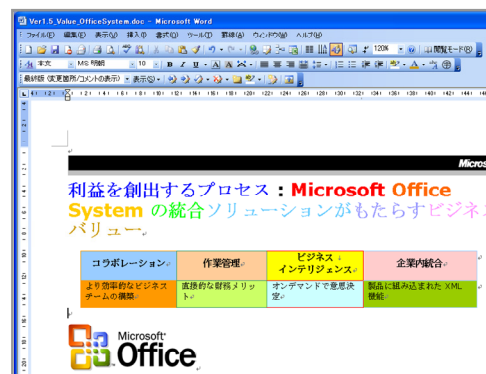 Ver1.5_Value_OfficeSystem.doc - Microsoft Word
ファイル(F) 編集(E) 表示(V) 挿入(I) 書式(O) ツール(T) 罫線(A) ウィンドウ(W) ヘルプ(H)
120% 閲覧モード(R)
本文 MS 明朝 10 B I U A A
最終版 (変更箇所/コメントの表示) 表示(S)
Micros
利益を創出するプロセス:Microsoft Office
System の統合ソリューションがもたらすビジネス
バリュー
コラボレーション 作業管理 ビジネス インテリジェンス 企業内統合
より効率的なビジネスチームの構築 直接的な財務メリット オンデマンドで意思決定 製品に組み込まれた XML 機能
Microsoft
Office